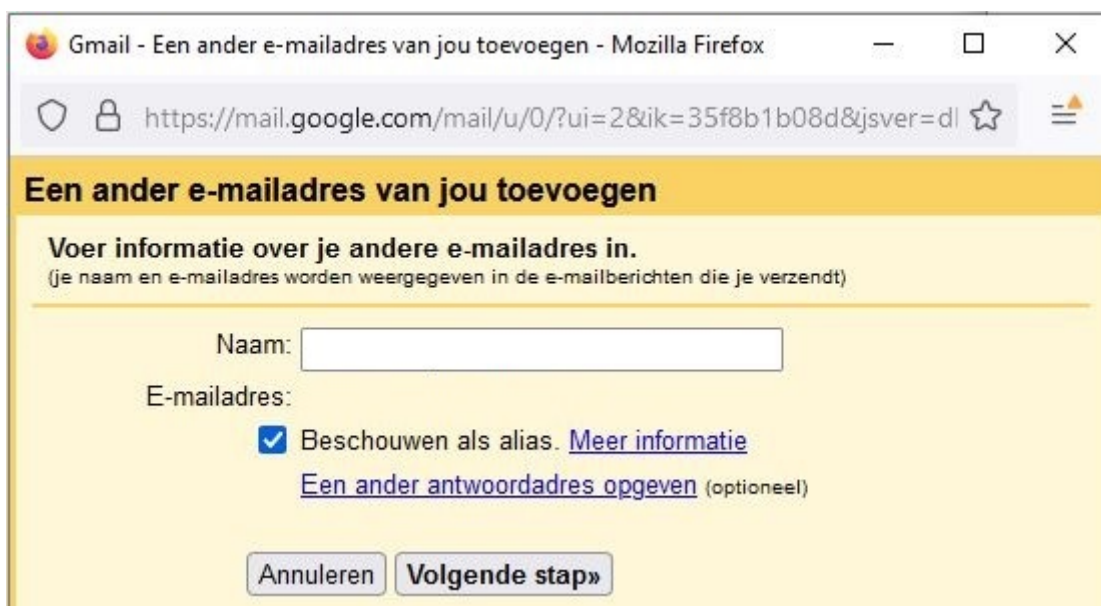 Gmail - Een ander e-mailadres van jou toevoegen - Mozilla Firefox
https://mail.google.com/mail/u/0/?ui=2&ik=35f8b1b08d&jsver=dl
Een ander e-mailadres van jou toevoegen
Voer informatie over je andere e-mailadres in.
(je naam en e-mailadres worden weergegeven in de e-mailberichten die je verzendt)
Naam:
E-mailadres:
Beschouwen als alias. Meer informatie
Een ander antwoordadres opgeven (optioneel)
Annuleren Volgende stap»